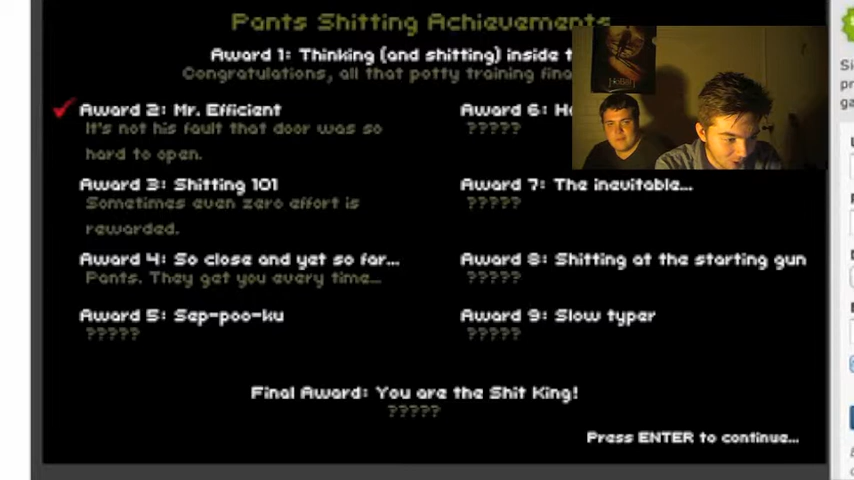 Pants Shitting Achievements
Award 1: Thinking (and shitting) inside
Congratulations, all that potty training
Award 2: Mr. Efficient
It's not his fault that door was so
hard to open.
Award 3: Shitting 101
Sometimes even zero effort is
rewarded.
Award 4: So close and yet so far...
Pants. They get you every time...
Award 5: Sep-poo-ku
?????
Award 6:
?????
Award 7: The inevitable...
?????
Award 8: Shitting at the starting gun
?????
Award 9: Slow typer
?????
Final Award: You are the Shit King!
?????
Press ENTER to continue...